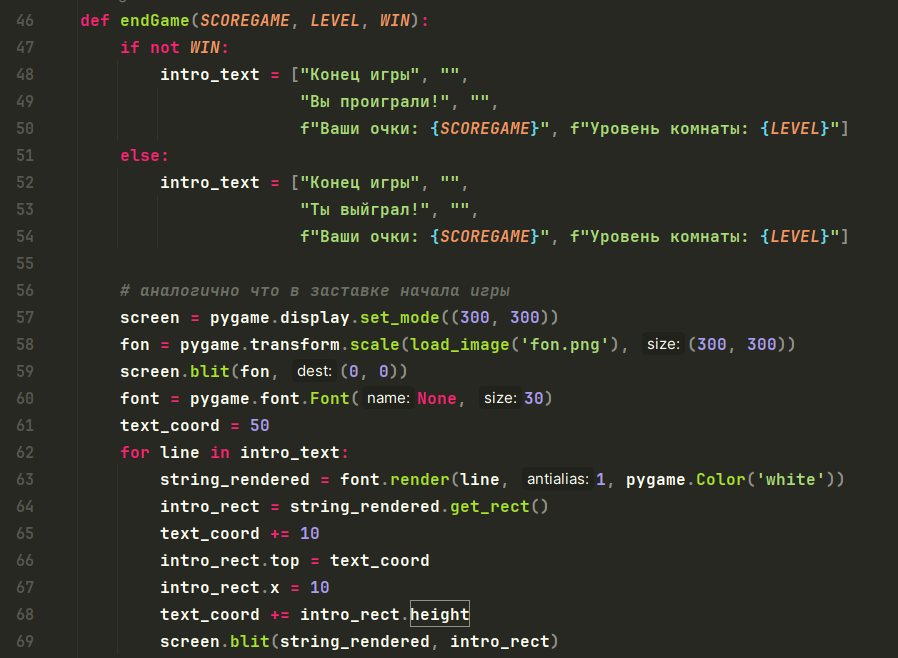 46 def endGame(SCOREGAME, LEVEL, WIN):
47 if not WIN:
48 intro_text = ["Конец игры", "",
49 "Вы проиграли!", "",
50 f"Ваши очки: {SCOREGAME}", f"Уровень комнаты: {LEVEL}"]
51 else:
52 intro_text = ["Конец игры", "",
53 "Ты выйграл!", "",
54 f"Ваши очки: {SCOREGAME}", f"Уровень комнаты: {LEVEL}"]
55
56 # аналогично что в заставке начала игры
57 screen = pygame.display.set_mode((300, 300))
58 fon = pygame.transform.scale(load_image('fon.png'), size: (300, 300))
59 screen.blit(fon, dest: (0, 0))
60 font = pygame.font.Font( name: None, size: 30)
61 text_coord = 50
62 for line in intro_text:
63 string_rendered = font.render(line, antialias: 1, pygame.Color('white'))
64 intro_rect = string_rendered.get_rect()
65 text_coord += 10
66 intro_rect.top = text_coord
67 intro_rect.x = 10
68 text_coord += intro_rect.height
69 screen.blit(string_rendered, intro_rect)